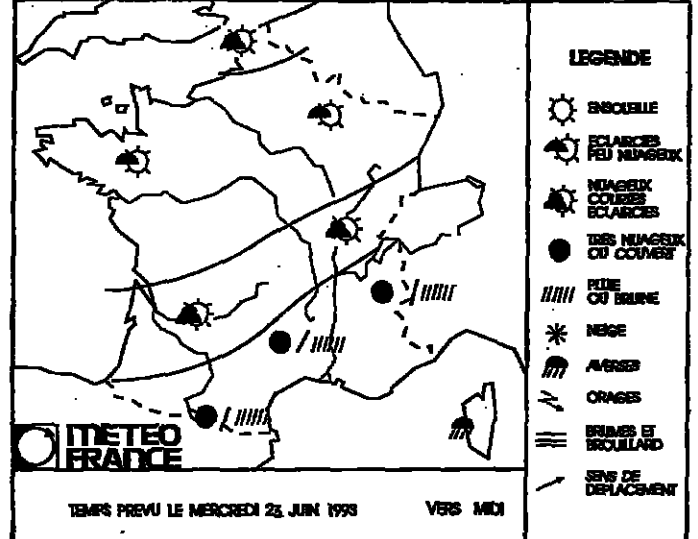 LEGENDE
ENSOLEILLE
ECLAIRCIES
PEU NUAGEUX
NUAGEUX
COURTES
ECLAIRCIES
TRES NUAGEUX
OU COUVERT
PLUIE
OU BRUINE
NEIGE
AVERSES
ORAGES
BRUMES ET
BROUILLARD
SENS DE
DEPLACEMENT
METEO
FRANCE
TEMPS PREVU LE MERCREDI 23 JUIN 1993 VERS MIDI